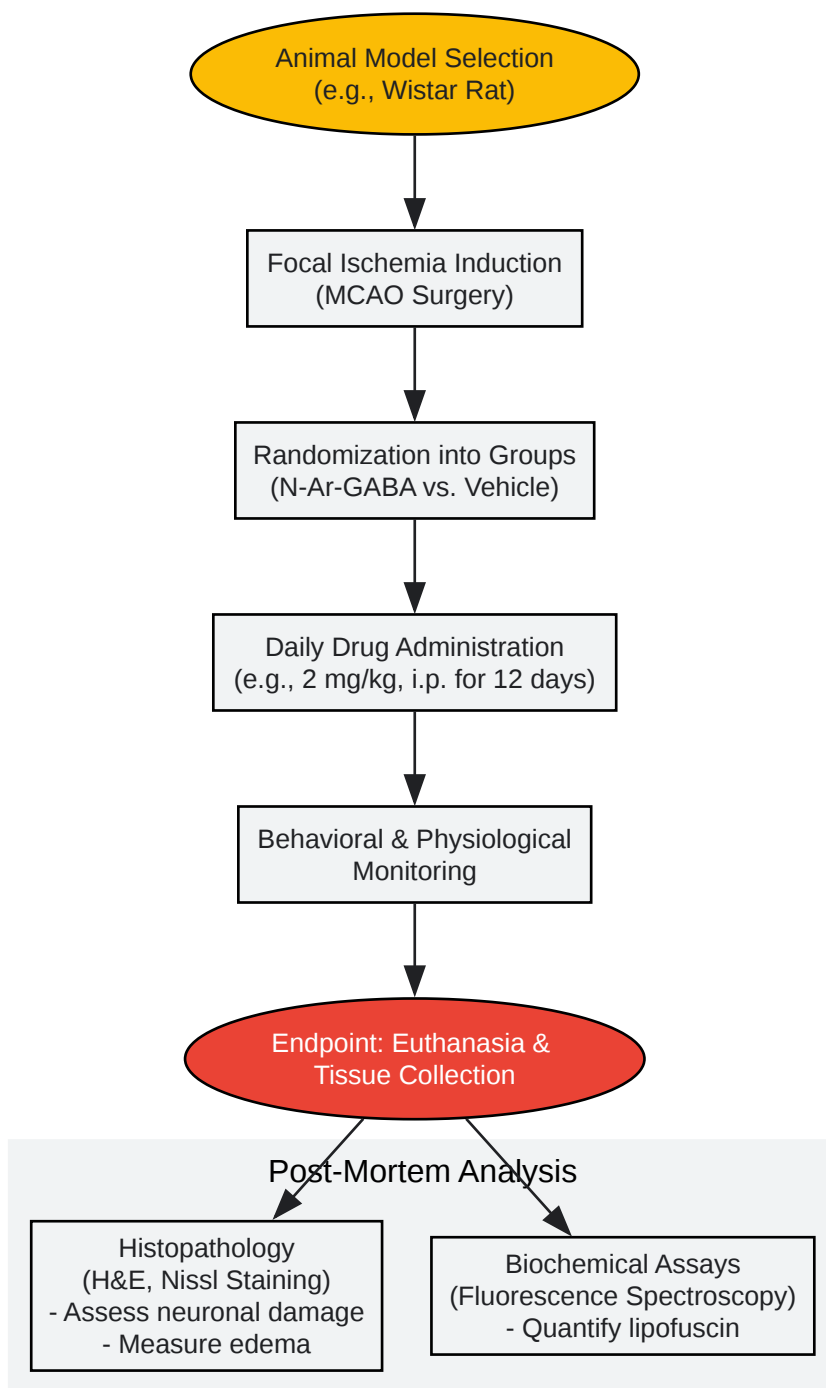 Animal Model Selection
(e.g., Wistar Rat)
Focal Ischemia Induction
(MCAO Surgery)
Randomization into Groups
(N-Ar-GABA vs. Vehicle)
Daily Drug Administration
(e.g., 2 mg/kg, i.p. for 12 days)
Behavioral & Physiological
Monitoring
Endpoint: Euthanasia &
Tissue Collection
Post-Mortem Analysis
Histopathology
(H&E, Nissl Staining)
- Assess neuronal damage
- Measure edema
Biochemical Assays
(Fluorescence Spectroscopy)
- Quantify lipofuscin